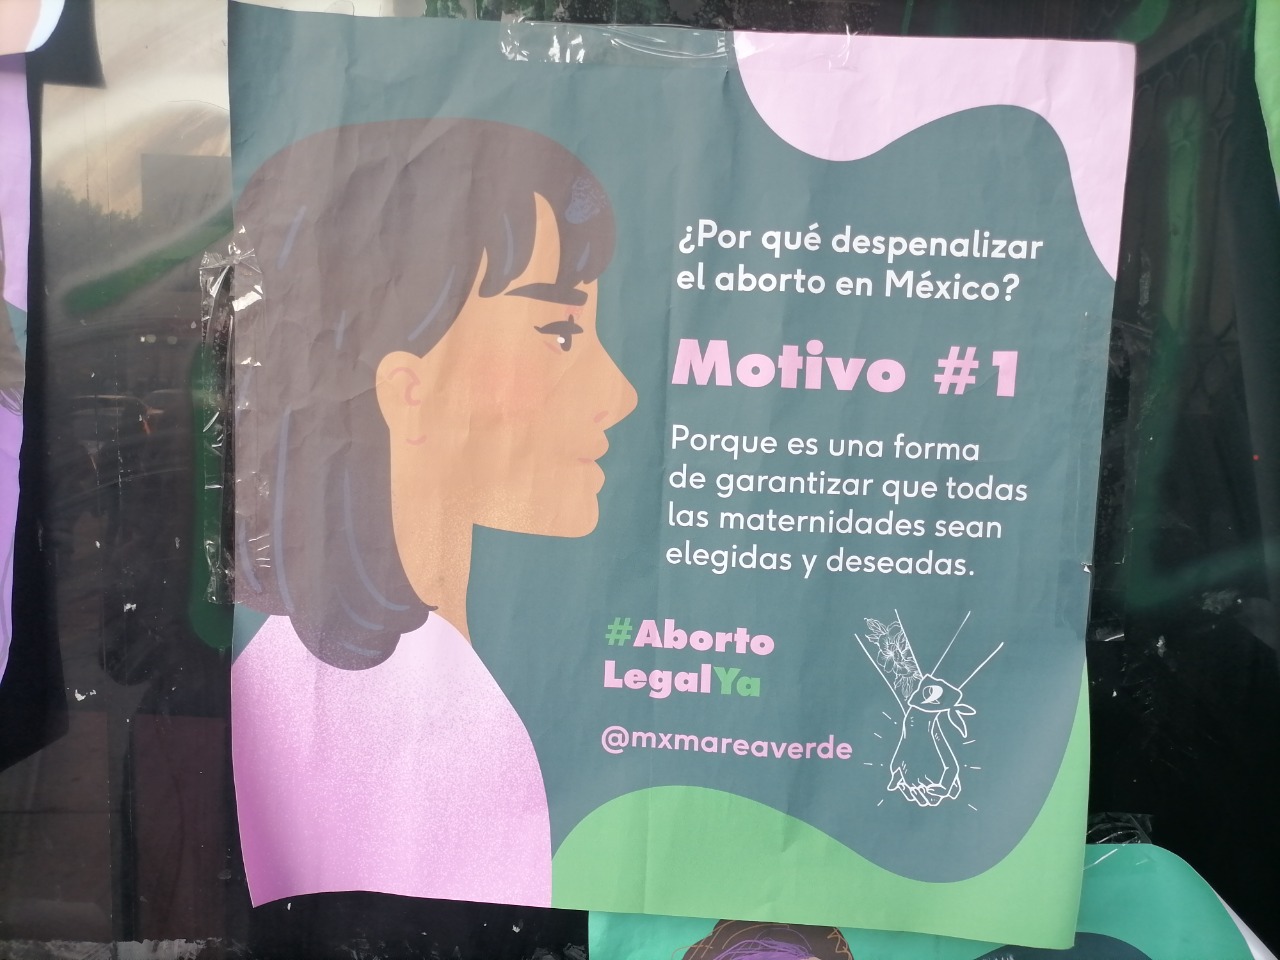 ¿Por qué despenalizar
el aborto en México?
Motivo #1
Porque es una forma
de garantizar que todas
las maternidades sean
elegidas y deseadas.
#Aborto
LegalYa
@mxmareaverde